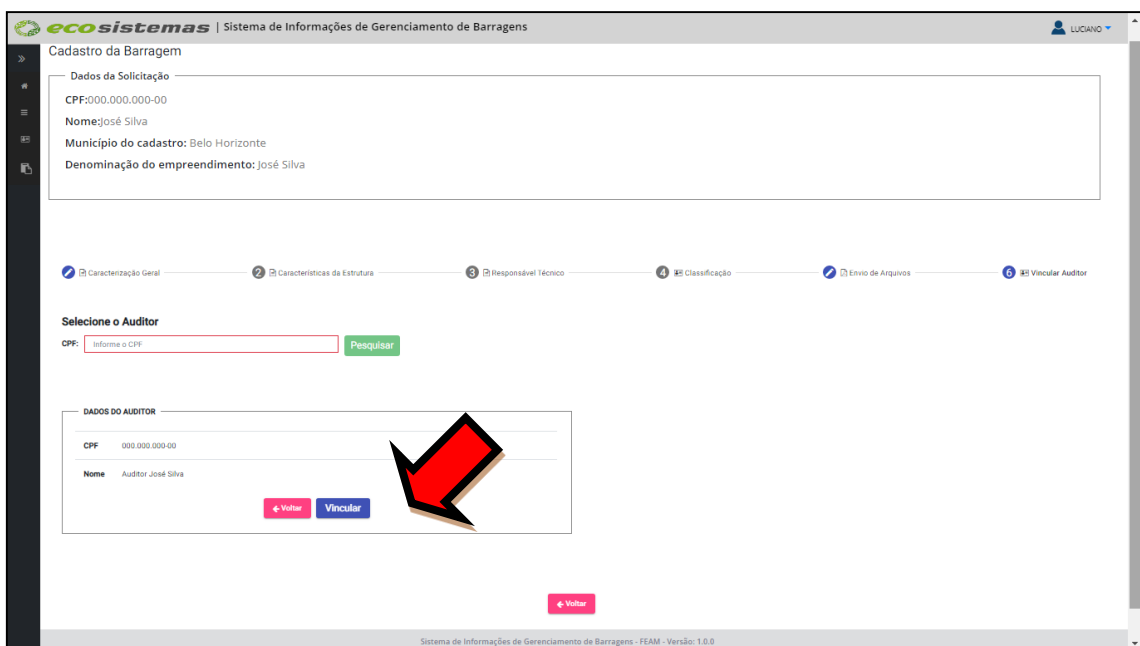 ecosistemas | Sistema de Informações de Gerenciamento de Barragens
LUCIANO
Cadastro da Barragem
Dados da Solicitação
CPF:000.000.000-00
Nome:José Silva
Município do cadastro: Belo Horizonte
Denominação do empreendimento: José Silva
Caracterização Geral 2 Características da Estrutura 3 Responsável Técnico 4 Classificação Envio de Arquivos 6 Vincular Auditor
Selecione o Auditor
CPF: Informe o CPF Pesquisar
DADOS DO AUDITOR
CPF 000.000.000-00
Nome Auditor José Silva
Voltar Vincular
Voltar
Sistema de Informações de Gerenciamento de Barragens - FEAM - Versão: 1.0.0